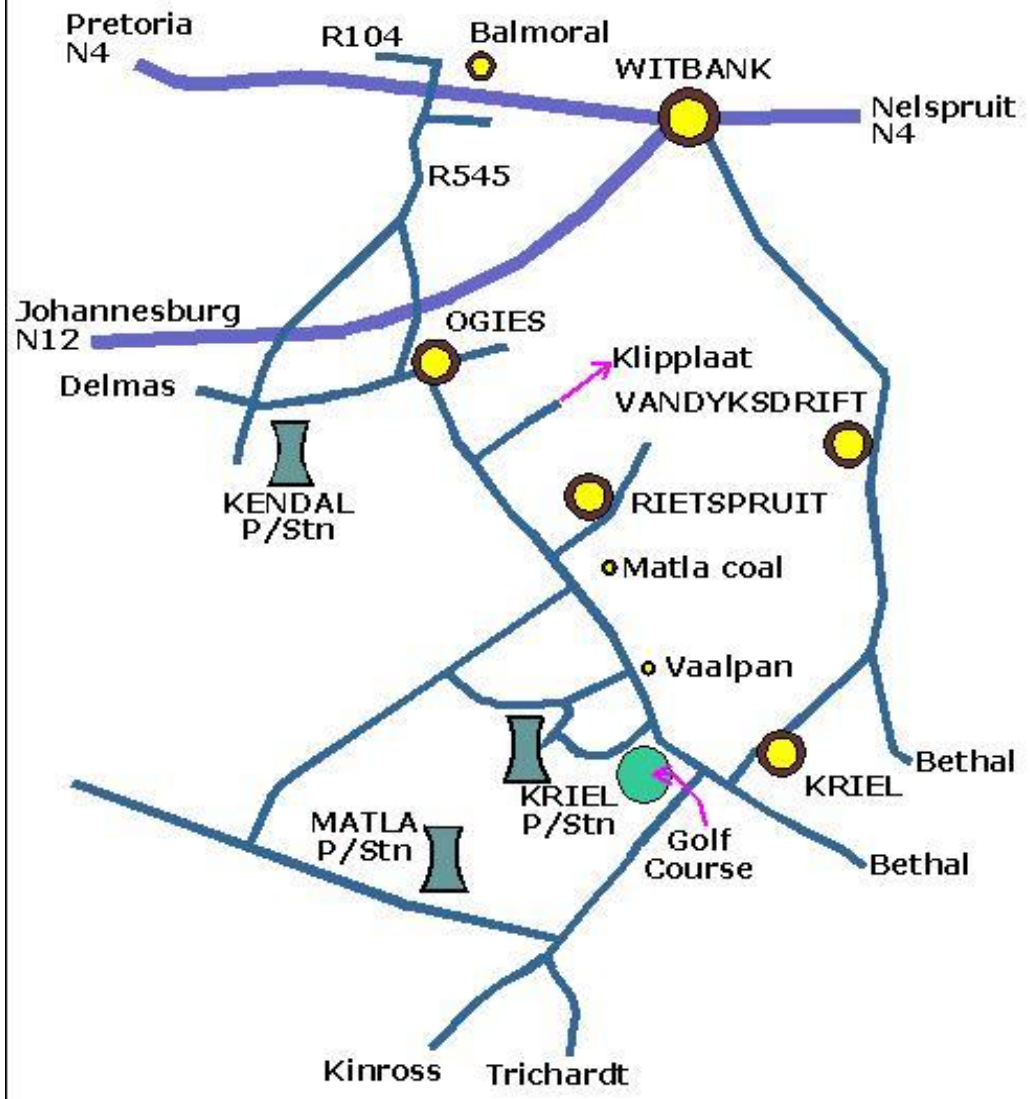 Pretoria
N4
R104
Balmoral
WITBANK
Nelspruit
N4
R545
Johannesburg
N12
OGIES
Klipplaat
Delmas
VANDYKSDRIFT
KENDAL
P/Stn
RIETSPRUIT
Matla coal
Vaalpan
Bethal
KRIEL
KRIEL
P/Stn
MATLA
P/Stn
Golf
Course
Bethal
Kinross
Trichardt